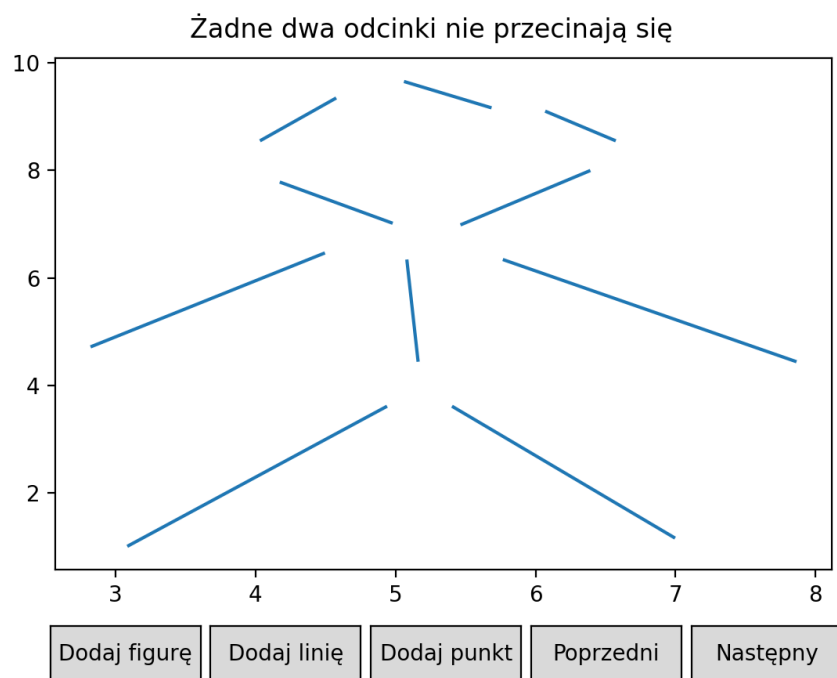 Żadne dwa odcinki nie przecinają się
10
8
6
4
2
3 4 5 6 7 8
Dodaj figurę Dodaj linię Dodaj punkt Poprzedni Następny